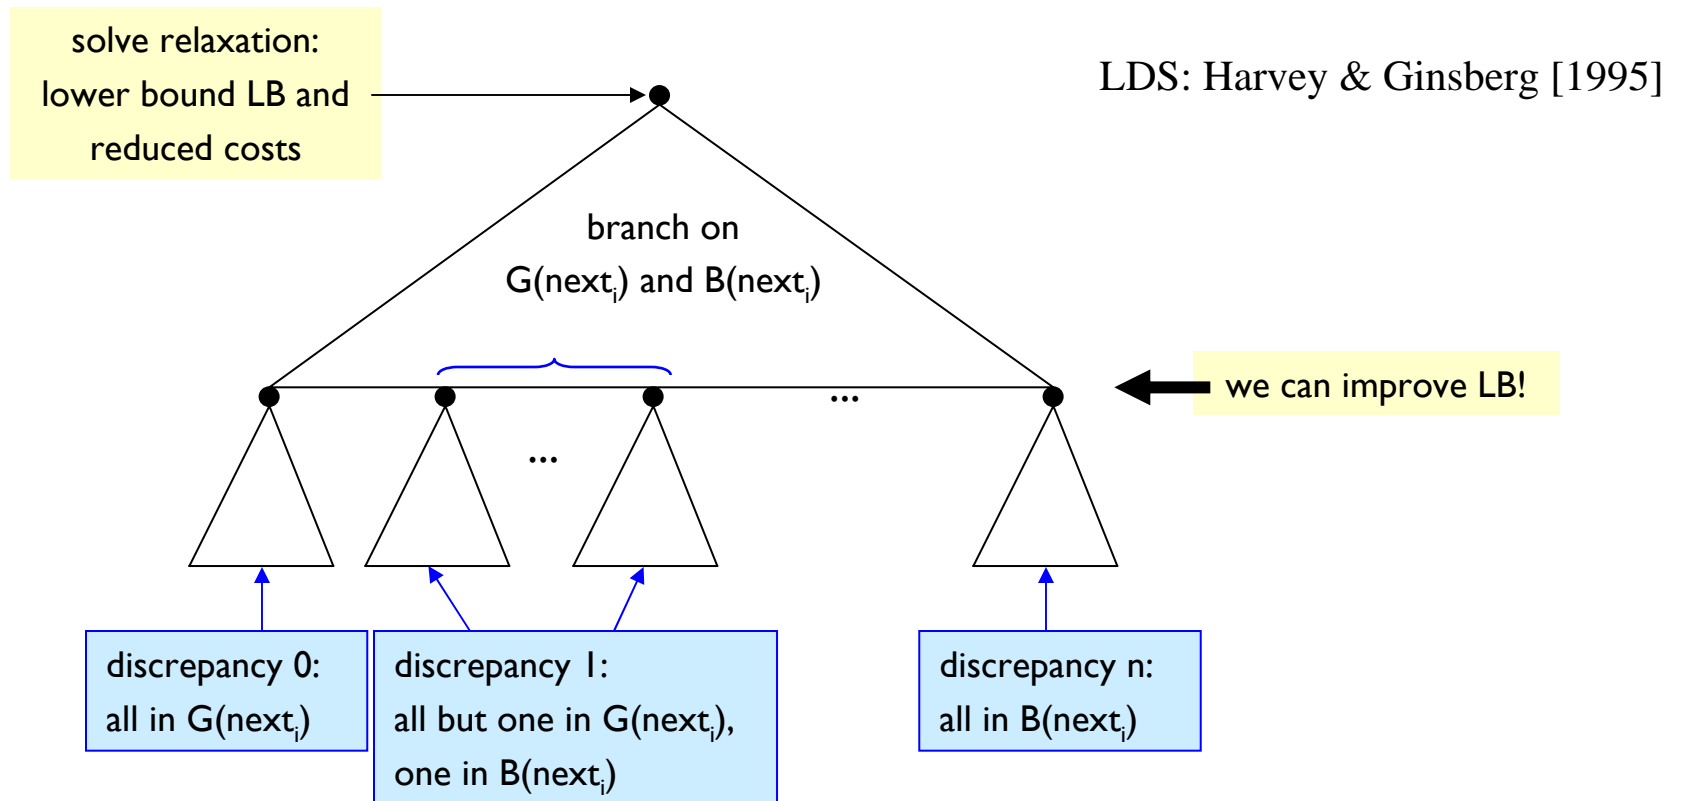 solve relaxation:
lower bound LB and
reduced costs
LDS: Harvey & Ginsberg [1995]
branch on
G(next_i) and B(next_i)
...
we can improve LB!
...
discrepancy 0:
all in G(next_i)
discrepancy 1:
all but one in G(next_i),
one in B(next_i)
discrepancy n:
all in B(next_i)